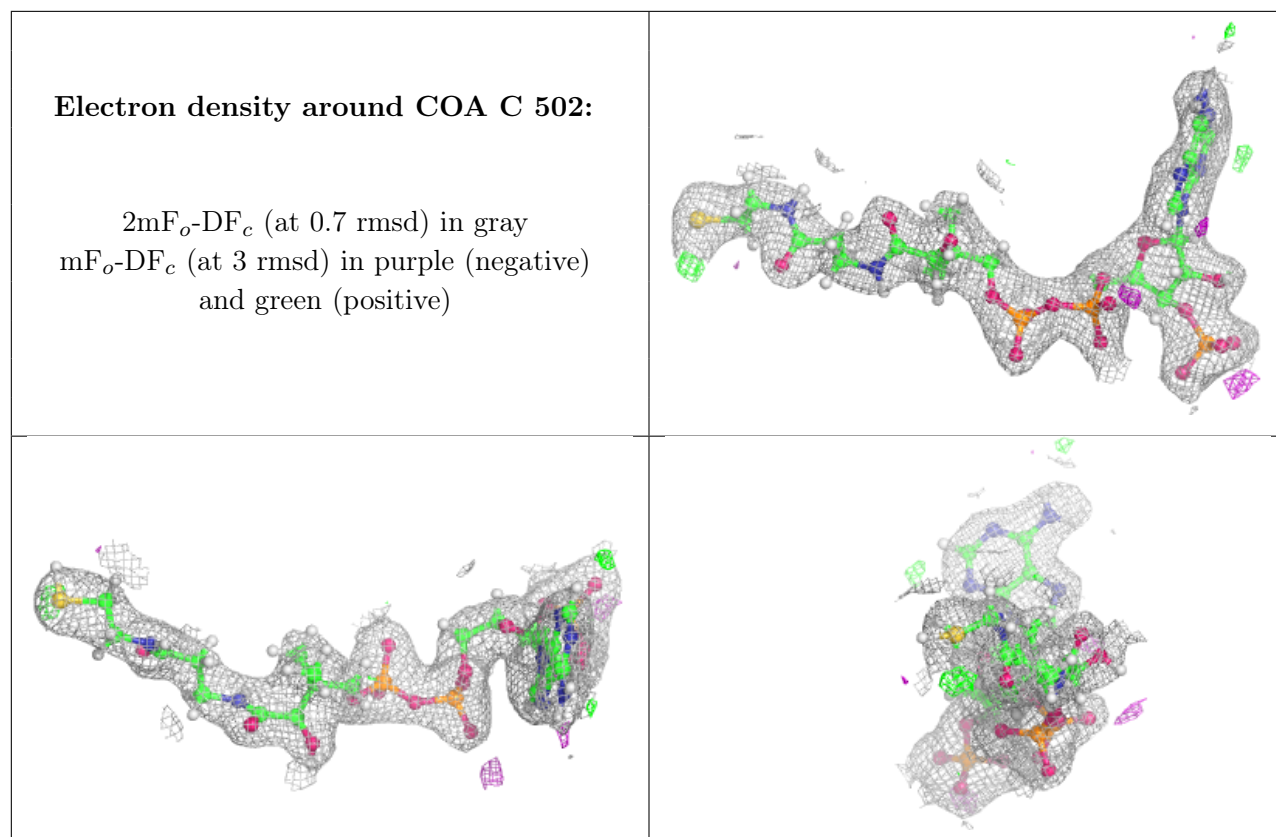 Electron density around COA C 502:
2mFₒ-DF𝒸 (at 0.7 rmsd) in gray
mFₒ-DF𝒸 (at 3 rmsd) in purple (negative)
and green (positive)